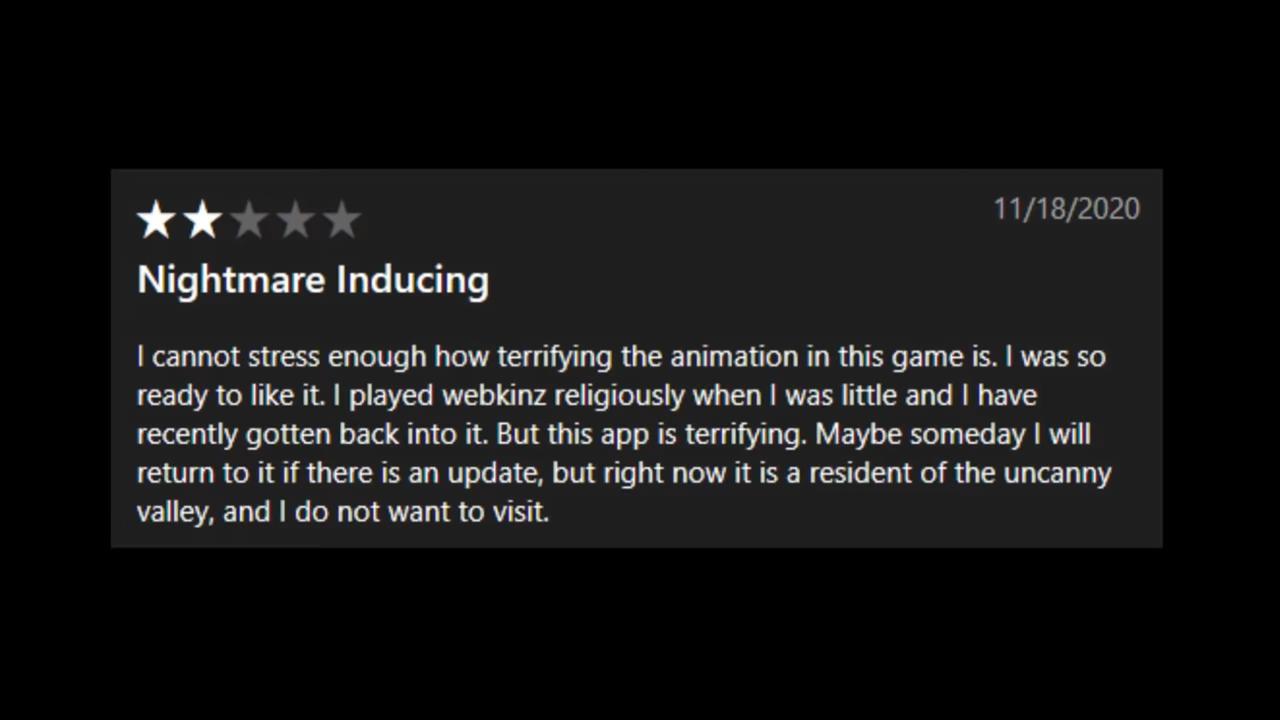 11/18/2020
Nightmare Inducing
I cannot stress enough how terrifying the animation in this game is. I was so
ready to like it. I played webkinz religiously when I was little and I have
recently gotten back into it. But this app is terrifying. Maybe someday I will
return to it if there is an update, but right now it is a resident of the uncanny
valley, and I do not want to visit.